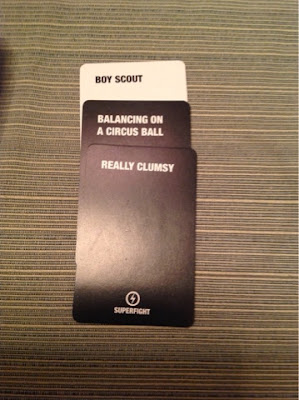 BOY SCOUT
BALANCING ON
A CIRCUS BALL
REALLY CLUMSY
SUPERFIGHT